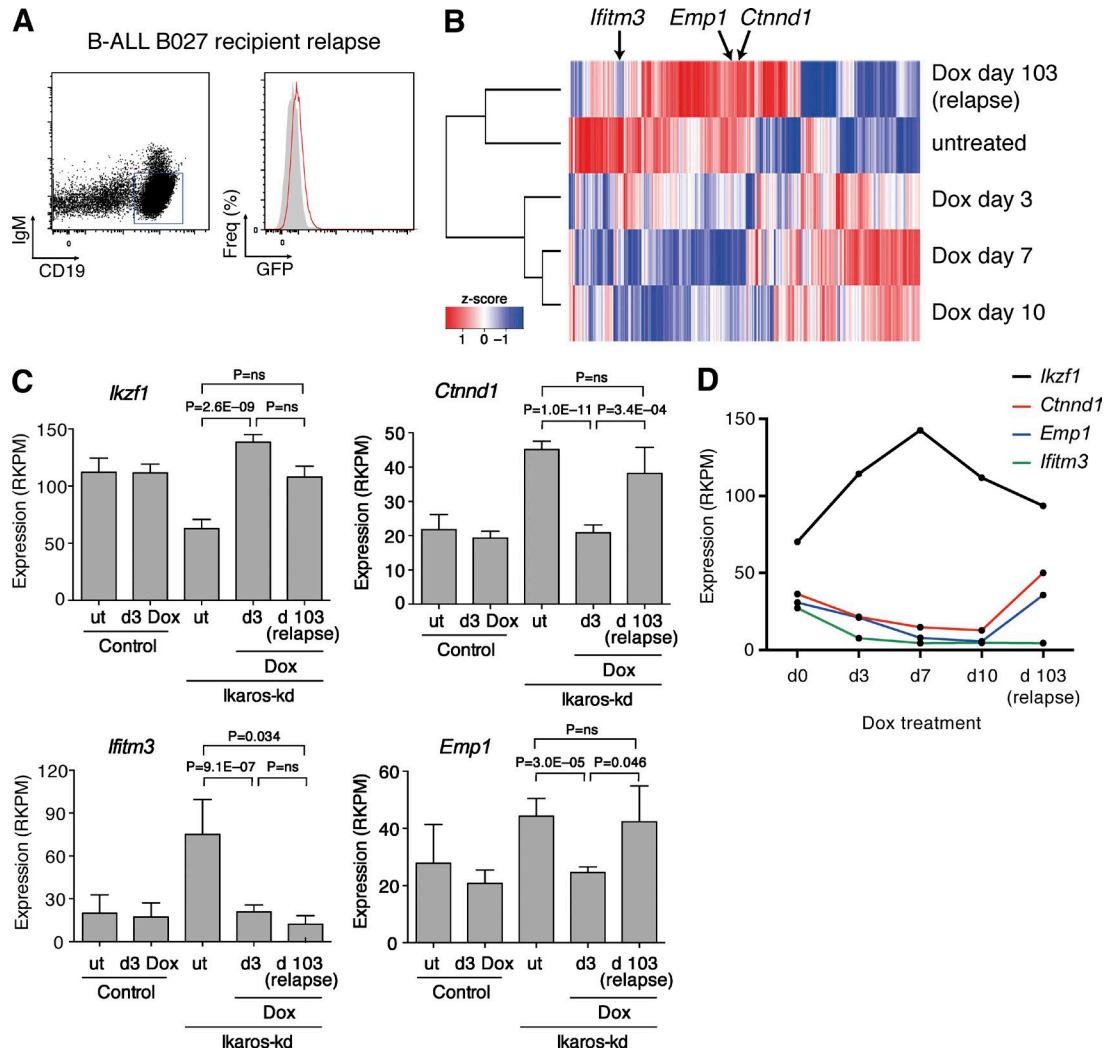 A
B-ALL B027 recipient relapse
IgM
0
CD19
Freq (%)
0
GFP
B
Ifitm3 Emp1 Ctnnd1
Dox day 103
(relapse)
untreated
Dox day 3
Dox day 7
Dox day 10
z-score
1 0 -1
C
Ikzf1
P=ns
P=2.6E–09 P=ns
Expression (RKPM)
150
100
50
0
ut d3 Dox ut d3 d 103
(relapse)
Control
Dox
Ikaros-kd
Ctnnd1
P=ns
P=1.0E–11 P=3.4E–04
Expression (RKPM)
50
40
30
20
10
0
ut d3 Dox ut d3 d 103
(relapse)
Control
Dox
Ikaros-kd
D
Ikzf1
Ctnnd1
Emp1
Ifitm3
Expression (RKPM)
150
100
50
0
d0 d3 d7 d10 d 103
(relapse)
Dox treatment
Ifitm3
P=0.034
P=9.1E–07 P=ns
Expression (RKPM)
120
90
60
30
0
ut d3 Dox ut d3 d 103
(relapse)
Control
Dox
Ikaros-kd
Emp1
P=ns
P=3.0E–05 P=0.046
Expression (RKPM)
60
40
20
0
ut d3 Dox ut d3 d 103
(relapse)
Control
Dox
Ikaros-kd